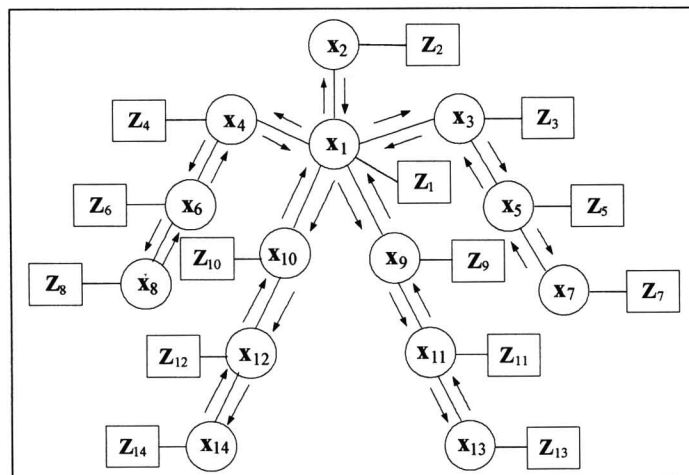 x₂ Z₂
Z₄ x₄ x₃ Z₃
x₁
Z₁
Z₆ x₆ x₅ Z₅
Z₁₀ x₁₀ x₉ Z₉
Z₈ x₈ x₇ Z₇
Z₁₂ x₁₂ x₁₁ Z₁₁
Z₁₄ x₁₄ x₁₃ Z₁₃